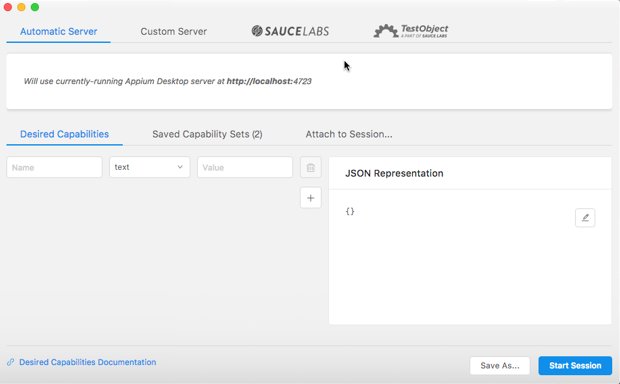 Automatic Server
Custom Server
SAUCELABS
TestObject
A PART OF SAUCE LABS
Will use currently-running Appium Desktop server at http://localhost:4723
Desired Capabilities
Saved Capability Sets (2)
Attach to Session...
Name
text
Value
JSON Representation
{}
Desired Capabilities Documentation
Save As...
Start Session